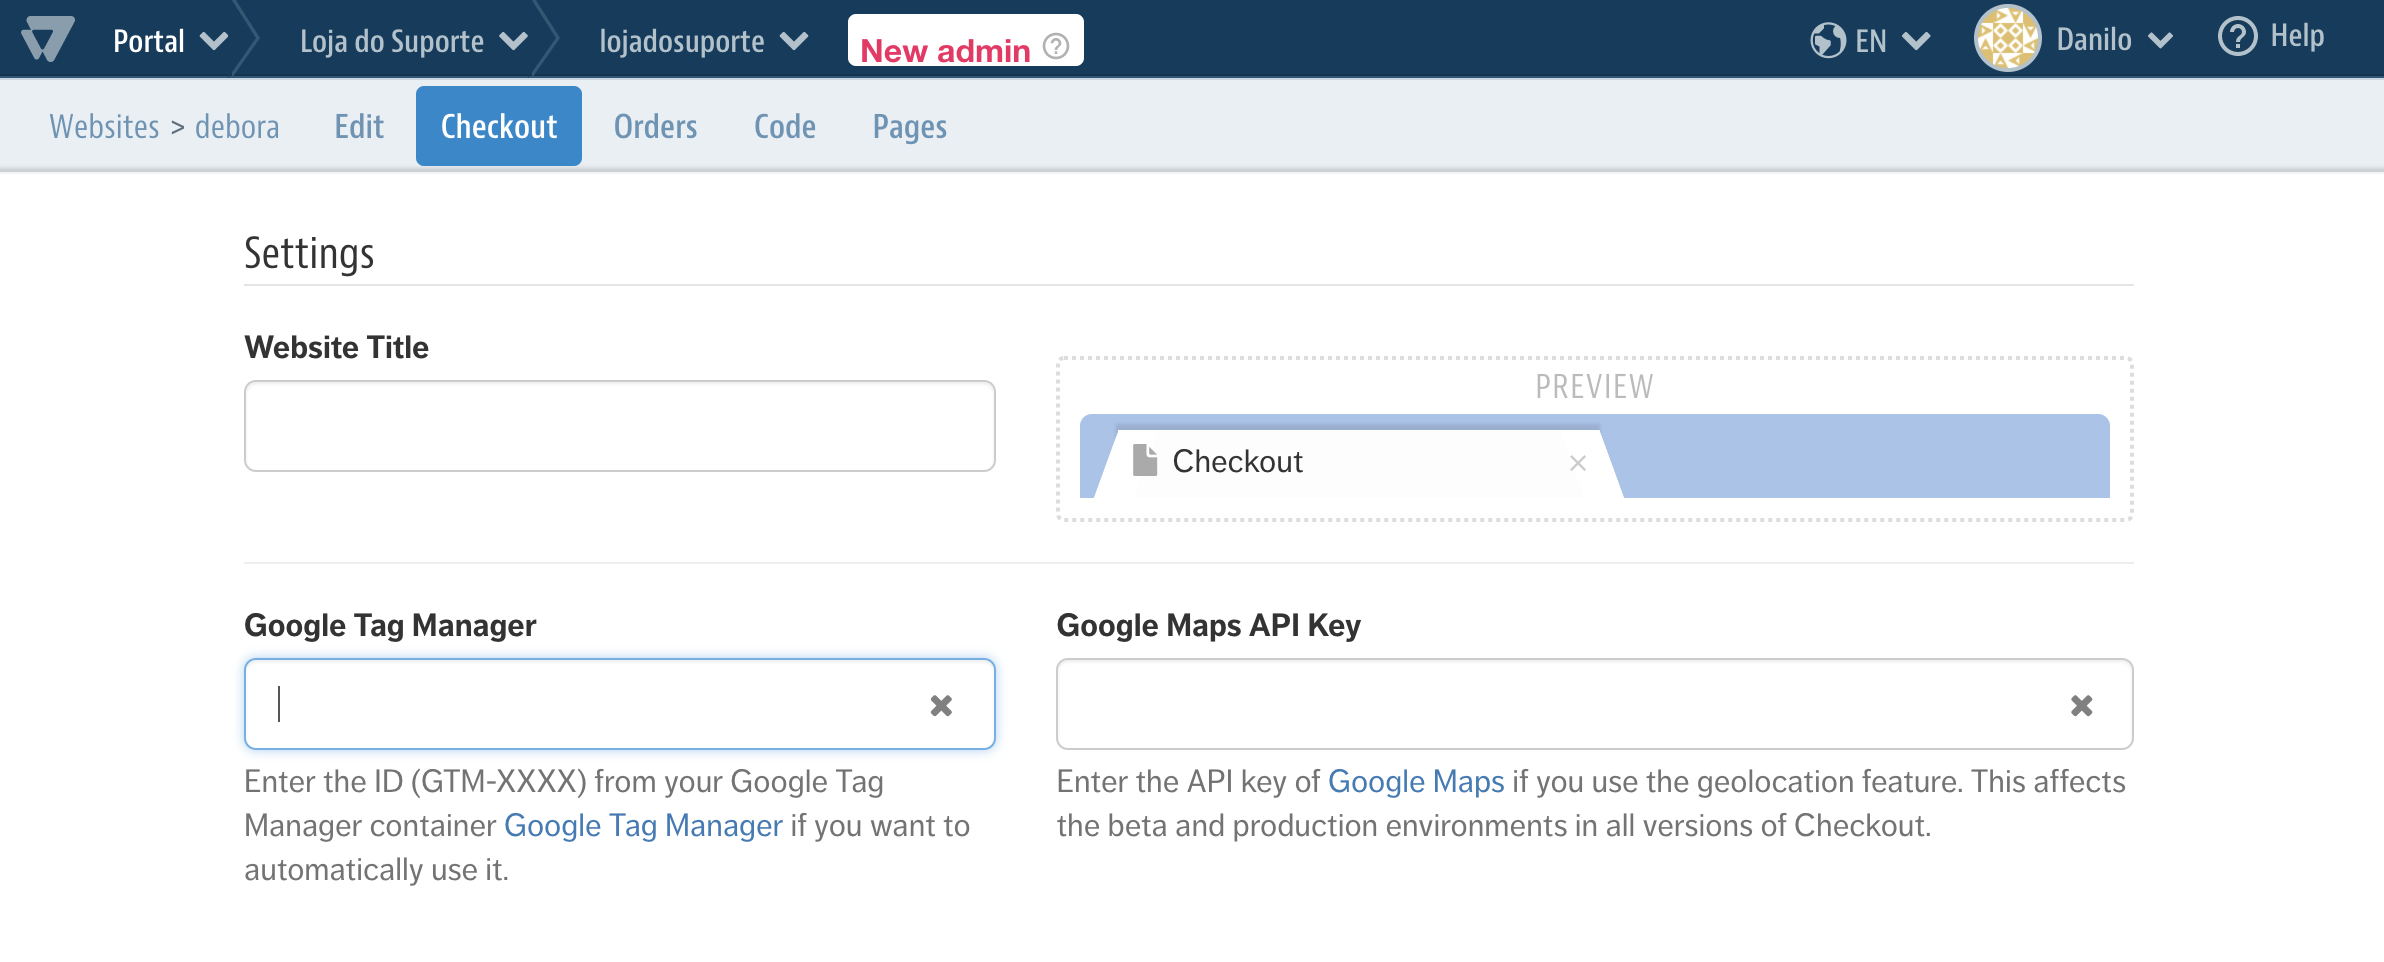 Portal Loja do Suporte lojadosuporte New admin EN Danilo Help
Websites > debora Edit Checkout Orders Code Pages
Settings
Website Title
PREVIEW
Checkout
Google Tag Manager
Enter the ID (GTM-XXXX) from your Google Tag
Manager container Google Tag Manager if you want to
automatically use it.
Google Maps API Key
Enter the API key of Google Maps if you use the geolocation feature. This affects
the beta and production environments in all versions of Checkout.